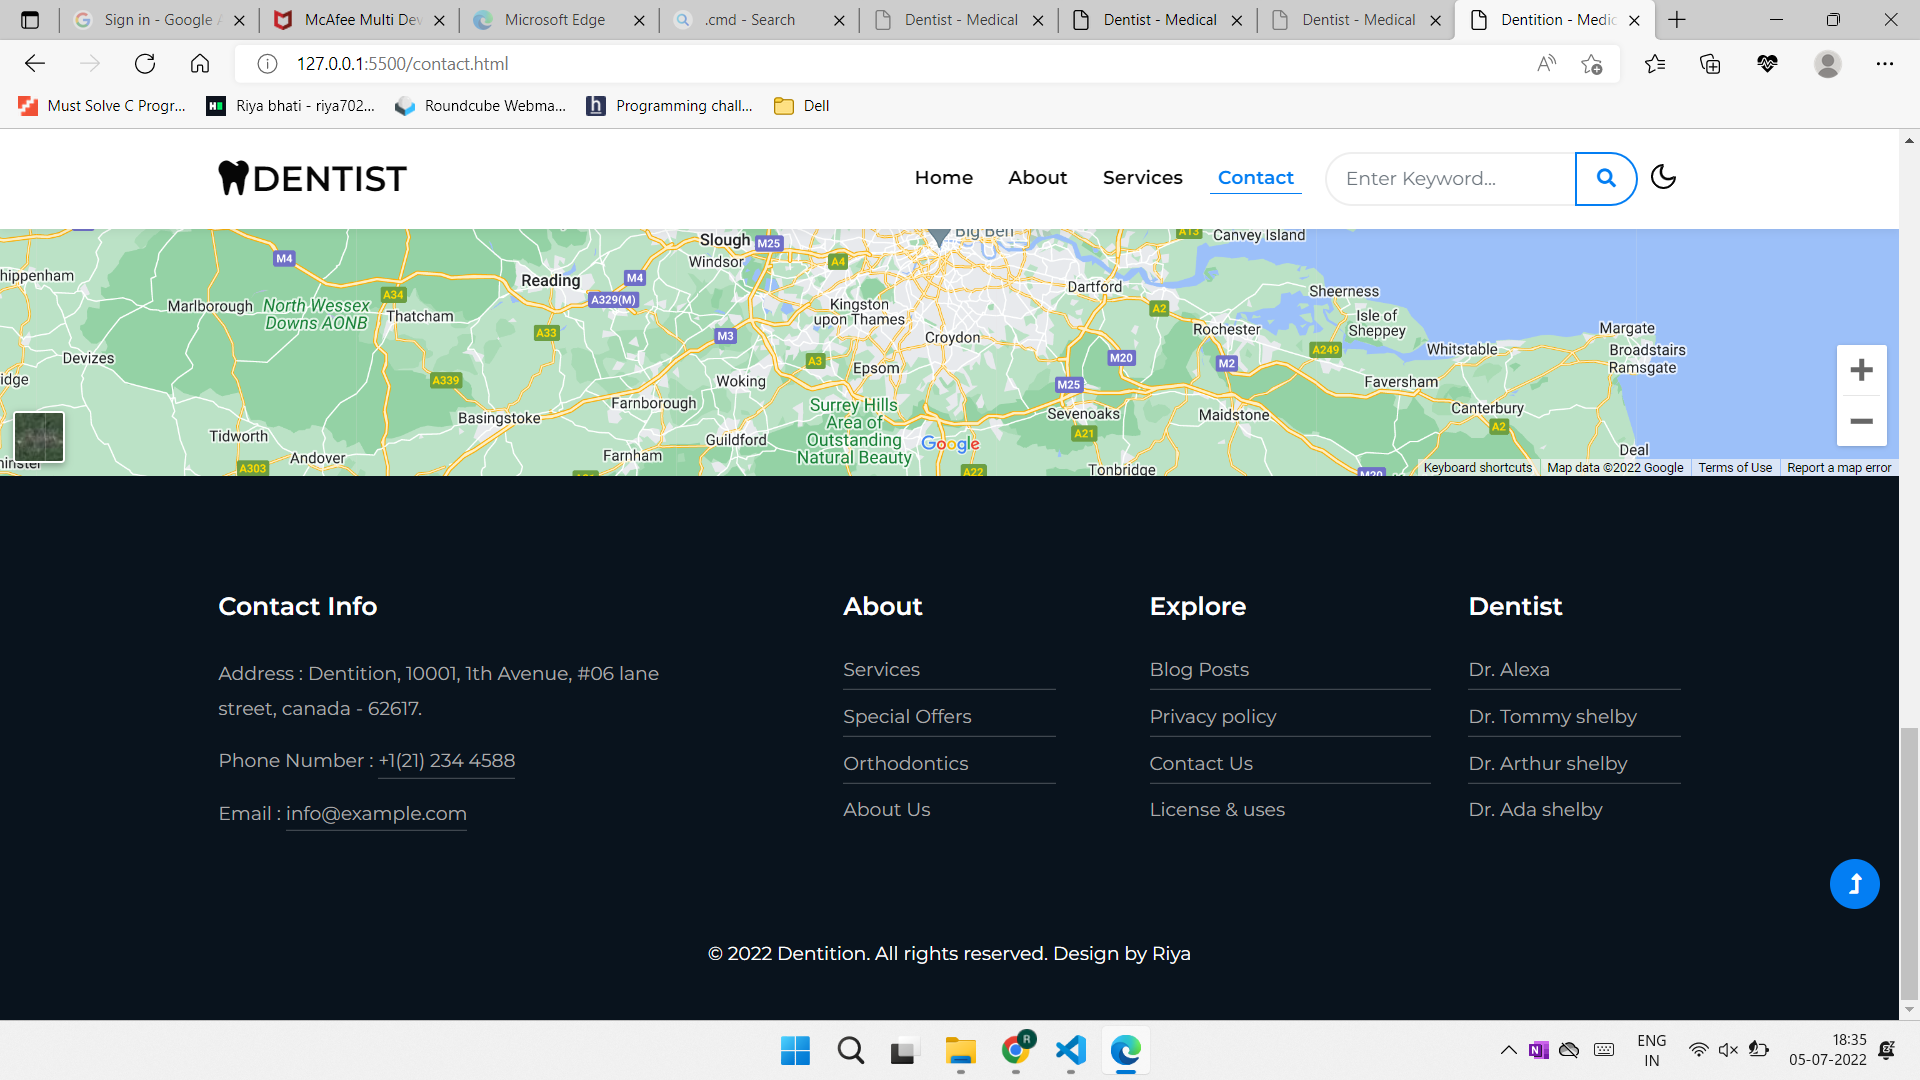 Sign in - Google A
McAfee Multi Dev
Microsoft Edge
.cmd - Search
Dentist - Medical
Dentist - Medical
Dentist - Medical
Dentition - Medic
127.0.0.1:5500/contact.html
Must Solve C Progr...
Riya bhati - riya702...
Roundcube Webma...
Programming chall...
Dell
DENTIST
Home
About
Services
Contact
Enter Keyword...
Big Ben
A13
Canvey Island
Slough
M25
M4
Windsor
A4
hippenham
Reading
M4
Dartford
Sheerness
A34
A329(M)
Marlborough
North Wessex
Downs AONB
Thatcham
Kingston
upon Thames
A2
Isle of
Sheppey
A33
M3
Croydon
Rochester
Margate
Devizes
A3
M20
M2
A249
Whitstable
Broadstairs
Ramsgate
idge
A339
Woking
Epsom
M25
Faversham
Farnborough
Surrey Hills
Area of
Outstanding
Natural Beauty
Basingstoke
Sevenoaks
Maidstone
Canterbury
A2
Tidworth
Guildford
Google
A21
Deal
minster
Andover
A303
Farnham
A22
Tonbridge
M20
Keyboard shortcuts
Map data ©2022 Google
Terms of Use
Report a map error
Contact Info
Address : Dentition, 10001, 1th Avenue, #06 lane
street, canada - 62617.
Phone Number : +1(21) 234 4588
Email : info@example.com
About
Services
Special Offers
Orthodontics
About Us
Explore
Blog Posts
Privacy policy
Contact Us
License & uses
Dentist
Dr. Alexa
Dr. Tommy shelby
Dr. Arthur shelby
Dr. Ada shelby
© 2022 Dentition. All rights reserved. Design by Riya
R
ENG
IN
18:35
05-07-2022